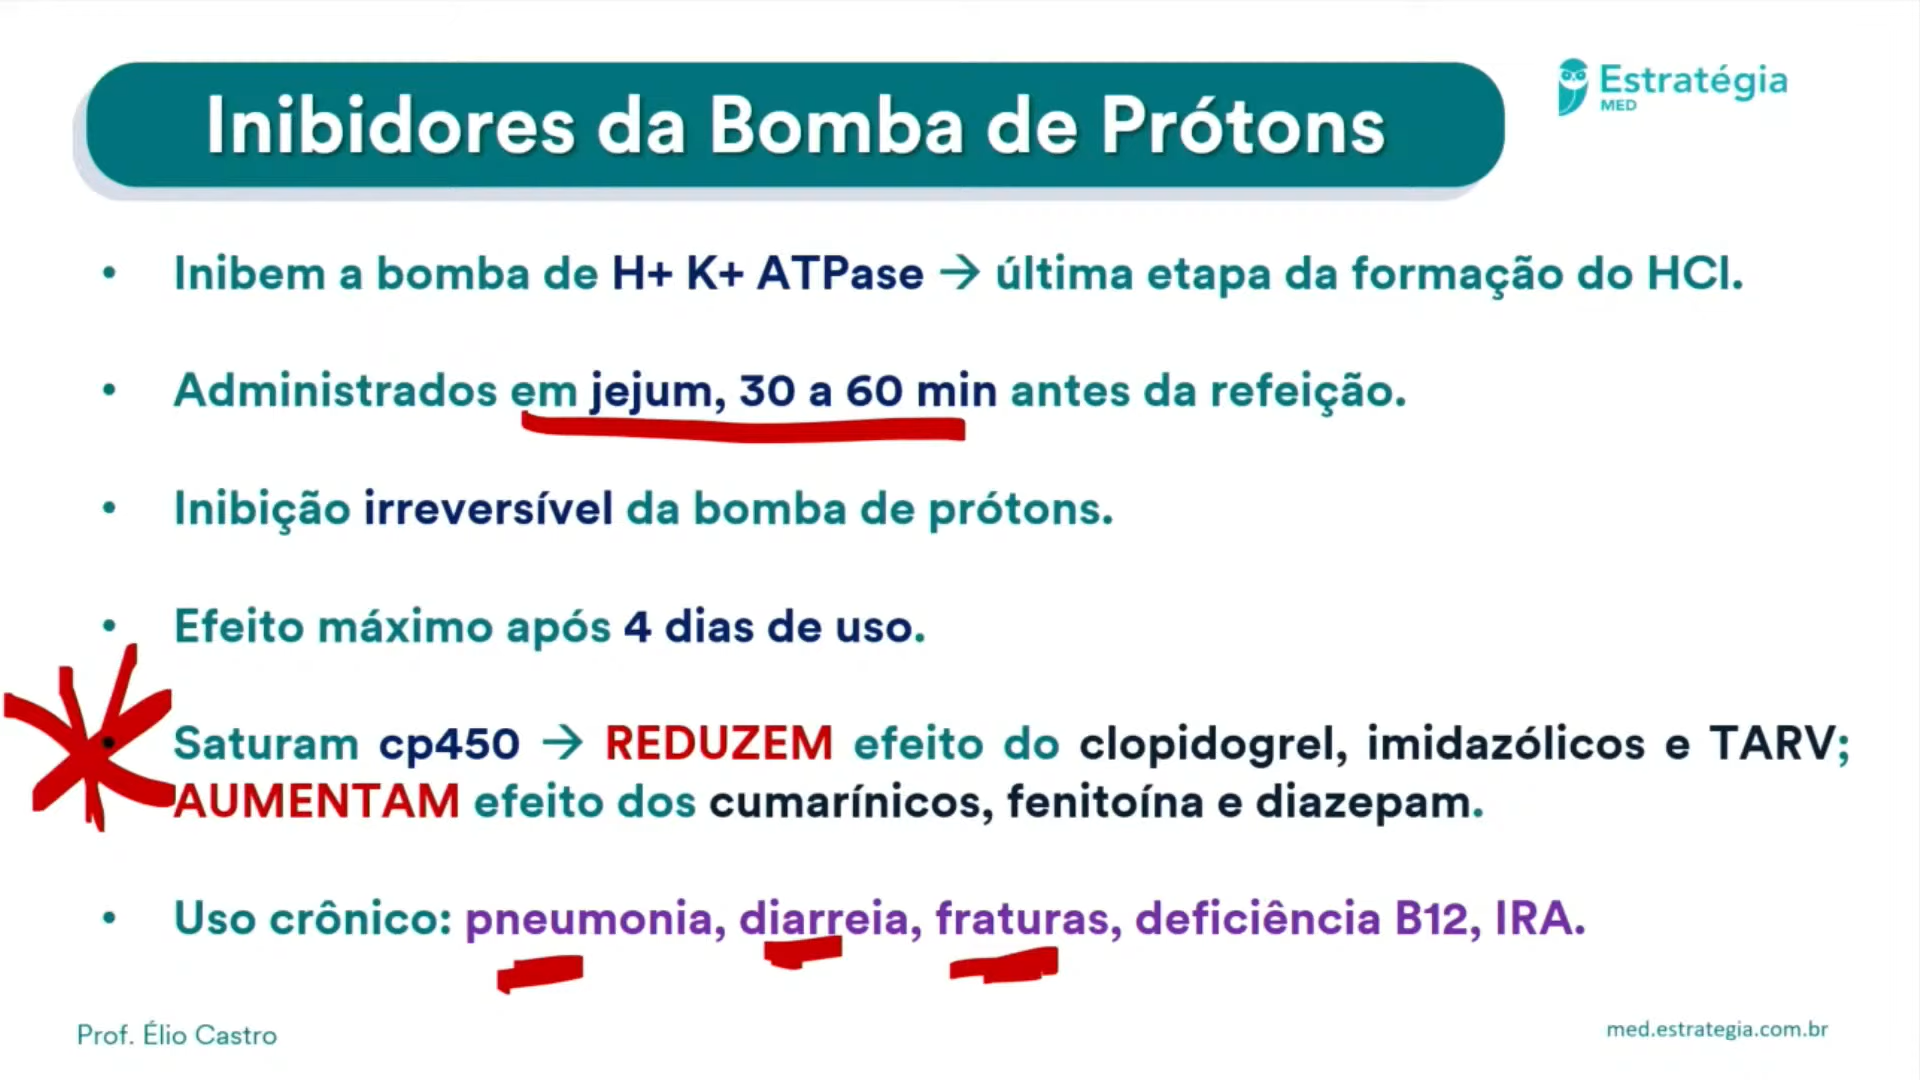 Inibidores da Bomba de Prótons
Estratégia
MED
• Inibem a bomba de H+ K+ ATPase → última etapa da formação do HCl.
• Administrados em jejum, 30 a 60 min antes da refeição.
• Inibição irreversível da bomba de prótons.
• Efeito máximo após 4 dias de uso.
• Saturam cp450 → REDUZEM efeito do clopidogrel, imidazólicos e TARV;
AUMENTAM efeito dos cumarínicos, fenitoína e diazepam.
• Uso crônico: pneumonia, diarreia, fraturas, deficiência B12, IRA.
Prof. Élio Castro
med.estrategia.com.br